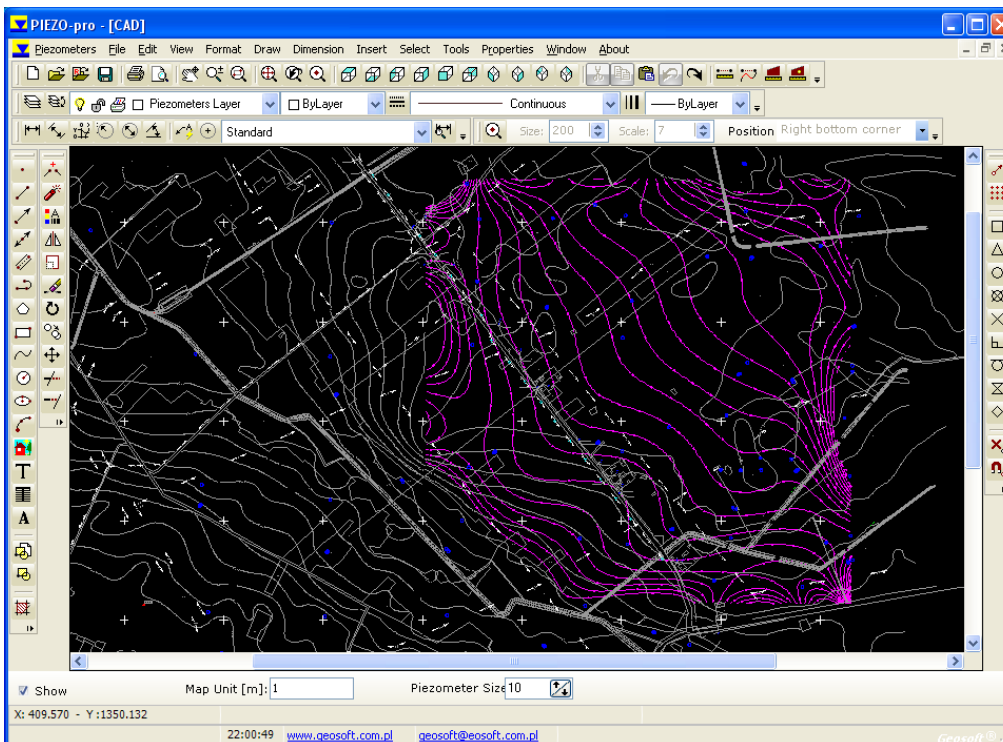 PIEZO-pro - [CAD]
Piezometers File Edit View Format Draw Dimension Insert Select Tools Properties Window About
Piezometers Layer ByLayer Continuous ByLayer
Standard Size: 200 Scale: 7 Position Right bottom corner
Show Map Unit [m]: 1 Piezometer Size 10
X: 409.570 - Y :1350.132
22:00:49 www.geosoft.com.pl geosoft@eosoft.com.pl Geosoft ®